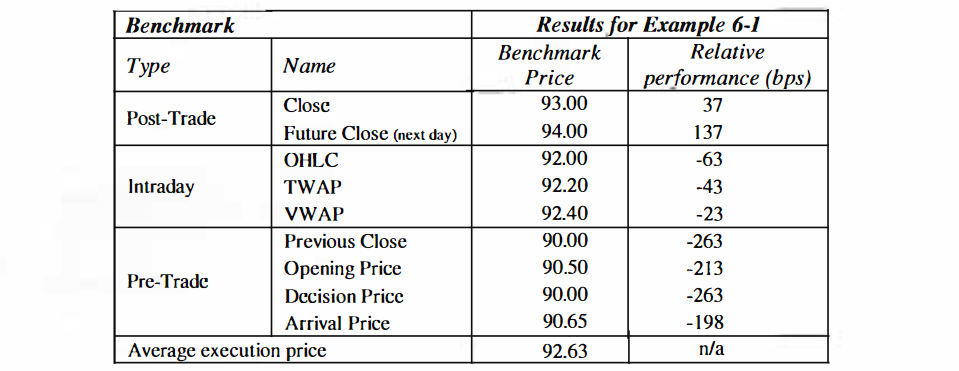 Benchmark Results for Example 6-1
Type Name Benchmark Price Relative performance (bps)
Post-Trade Close 93.00 37
Future Close (next day) 94.00 137
Intraday OHLC 92.00 -63
TWAP 92.20 -43
VWAP 92.40 -23
Pre-Trade Previous Close 90.00 -263
Opening Price 90.50 -213
Decision Price 90.00 -263
Arrival Price 90.65 -198
Average execution price 92.63 n/a